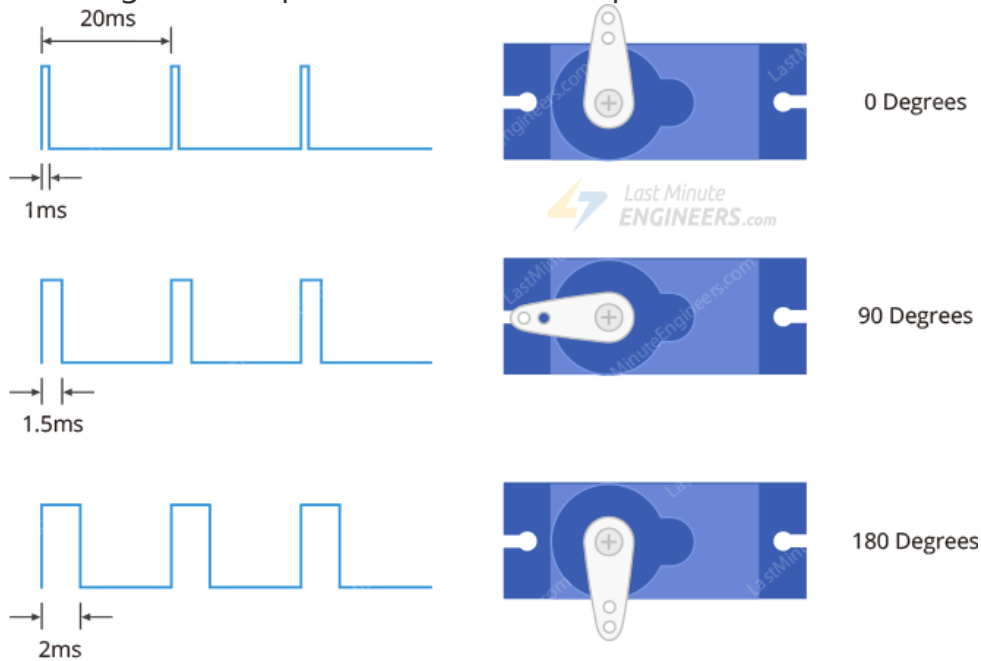 20ms
0 Degrees
1ms
Last Minute
ENGINEERS.com
90 Degrees
1.5ms
180 Degrees
2ms